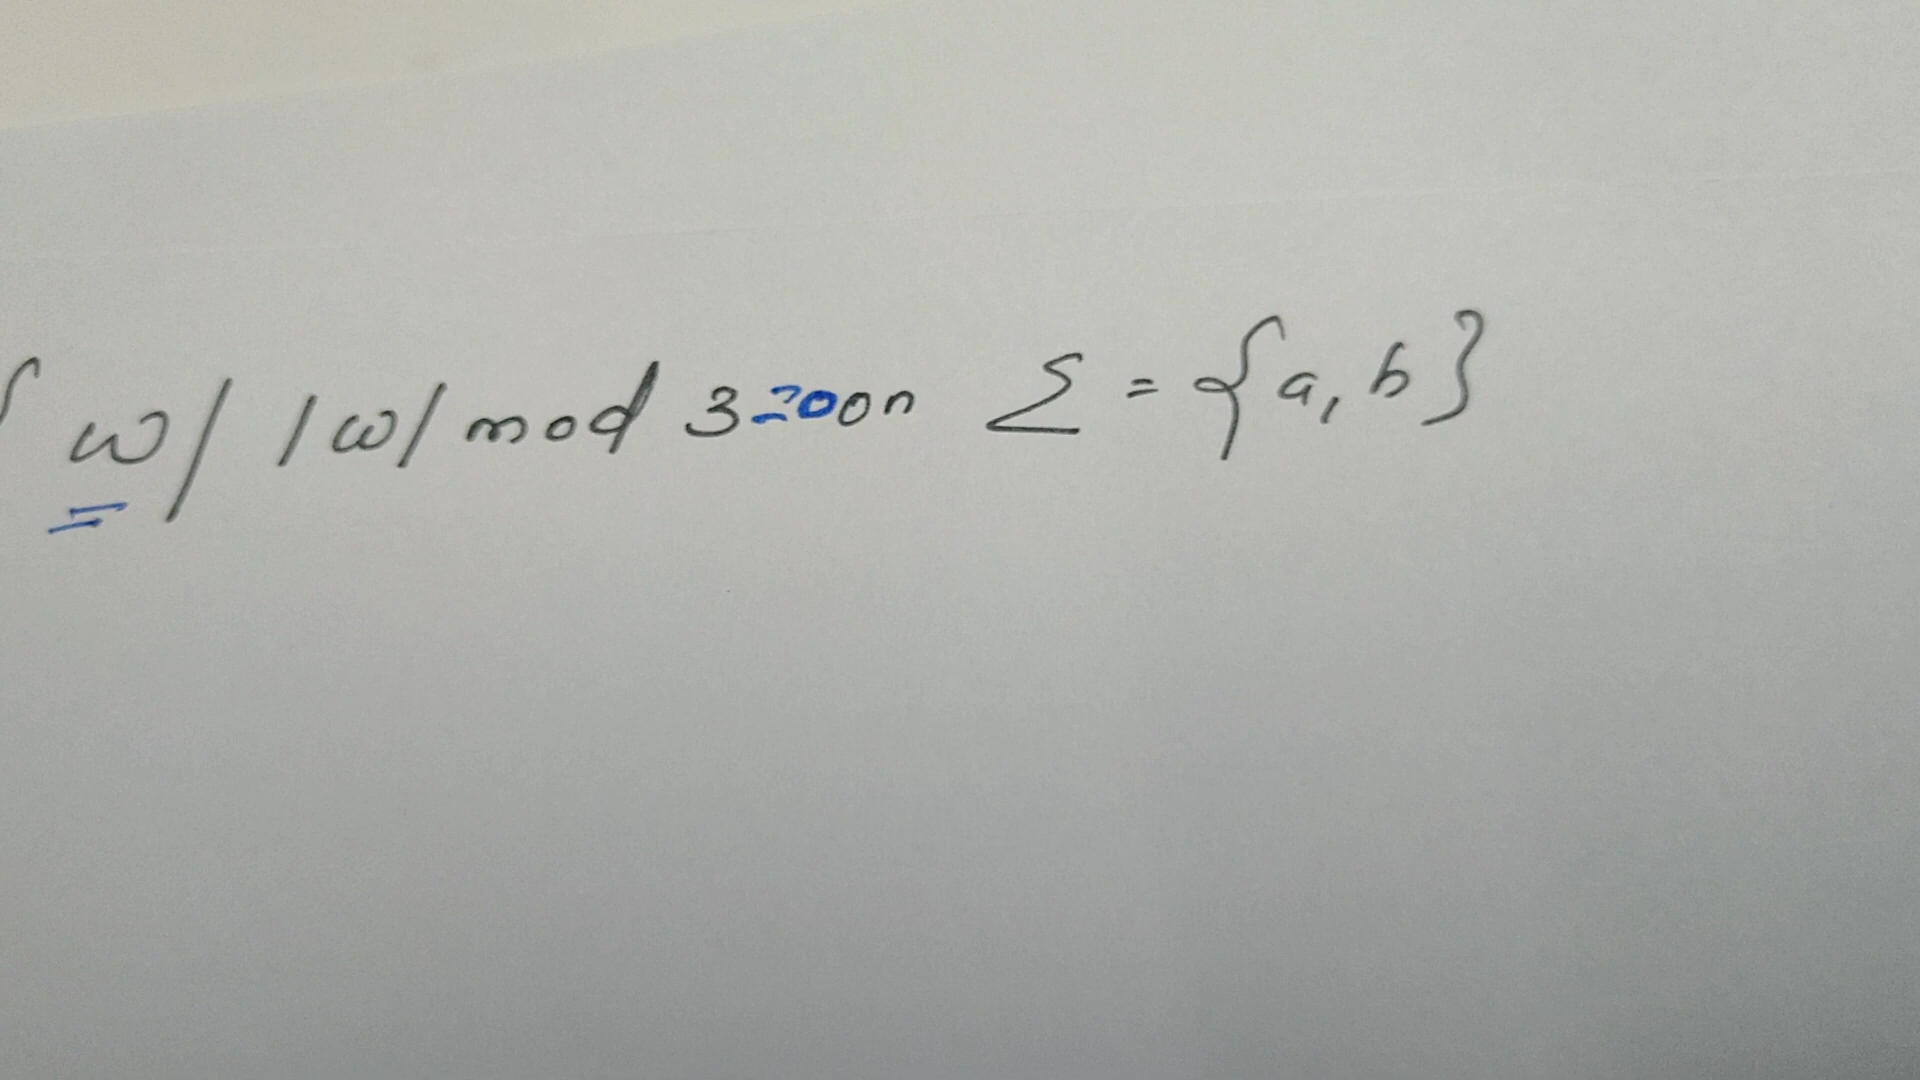 { w / |w| mod 3 = 0 on Σ = {a, b}